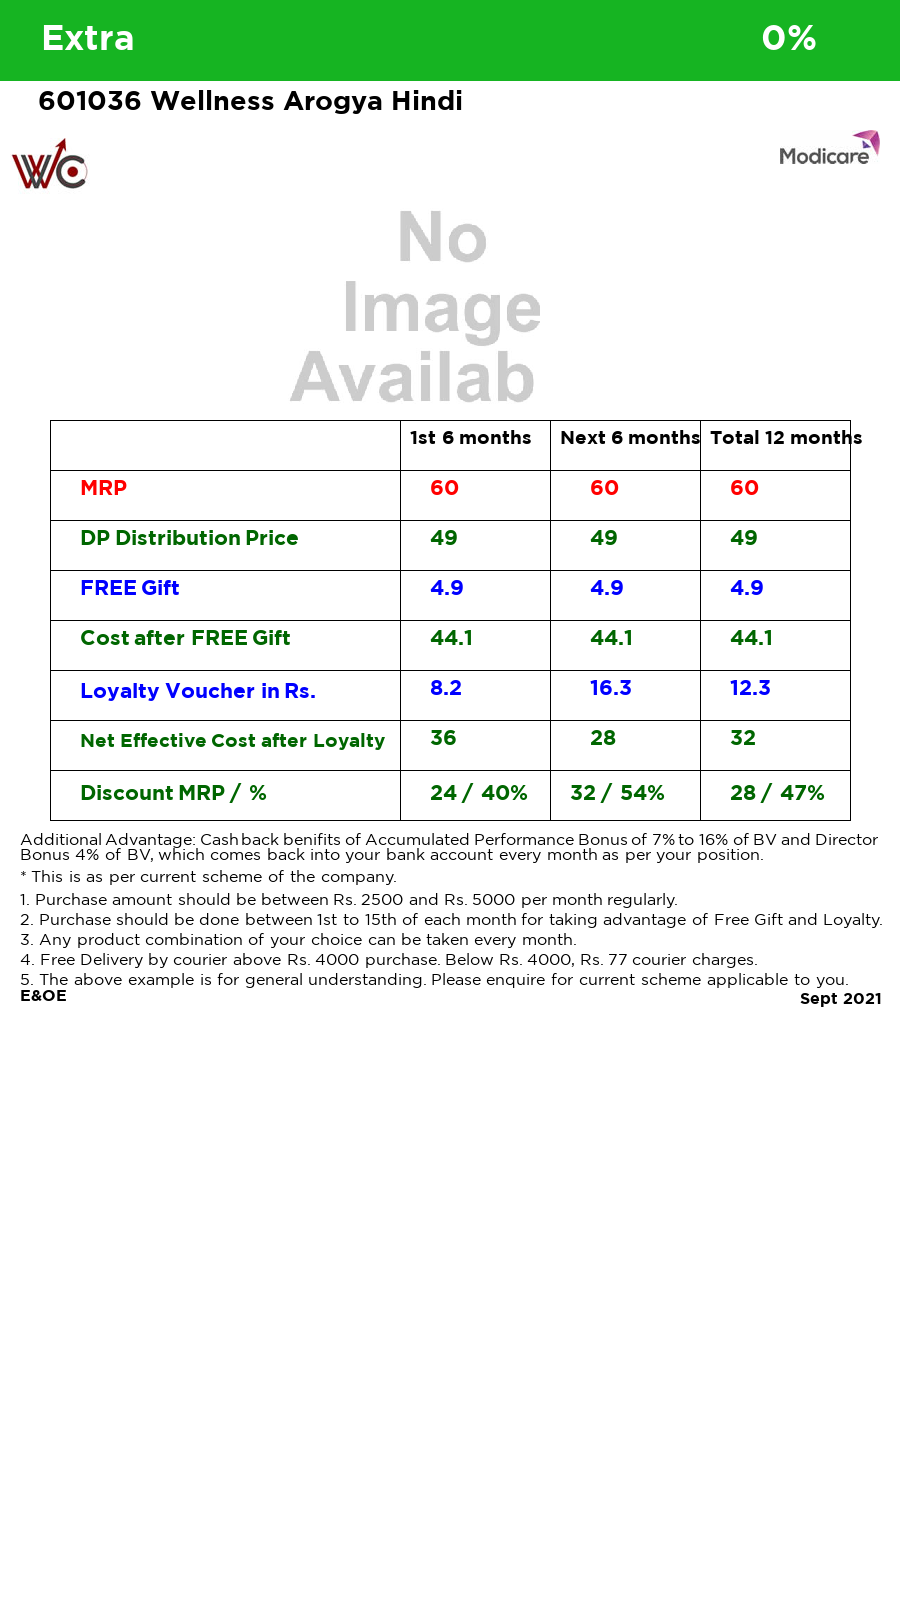 Extra 0%
601036 Wellness Arogya Hindi
WC
Modicare
No
Image
Availab
1st 6 months Next 6 months Total 12 months
MRP 60 60 60
DP Distribution Price 49 49 49
FREE Gift 4.9 4.9 4.9
Cost after FREE Gift 44.1 44.1 44.1
Loyalty Voucher in Rs. 8.2 16.3 12.3
Net Effective Cost after Loyalty 36 28 32
Discount MRP / % 24 / 40% 32 / 54% 28 / 47%
Additional Advantage: Cashback benifits of Accumulated Performance Bonus of 7% to 16% of BV and Director
Bonus 4% of BV, which comes back into your bank account every month as per your position.
* This is as per current scheme of the company.
1. Purchase amount should be between Rs. 2500 and Rs. 5000 per month regularly.
2. Purchase should be done between 1st to 15th of each month for taking advantage of Free Gift and Loyalty.
3. Any product combination of your choice can be taken every month.
4. Free Delivery by courier above Rs. 4000 purchase. Below Rs. 4000, Rs. 77 courier charges.
5. The above example is for general understanding. Please enquire for current scheme applicable to you.
E&OE
Sept 2021